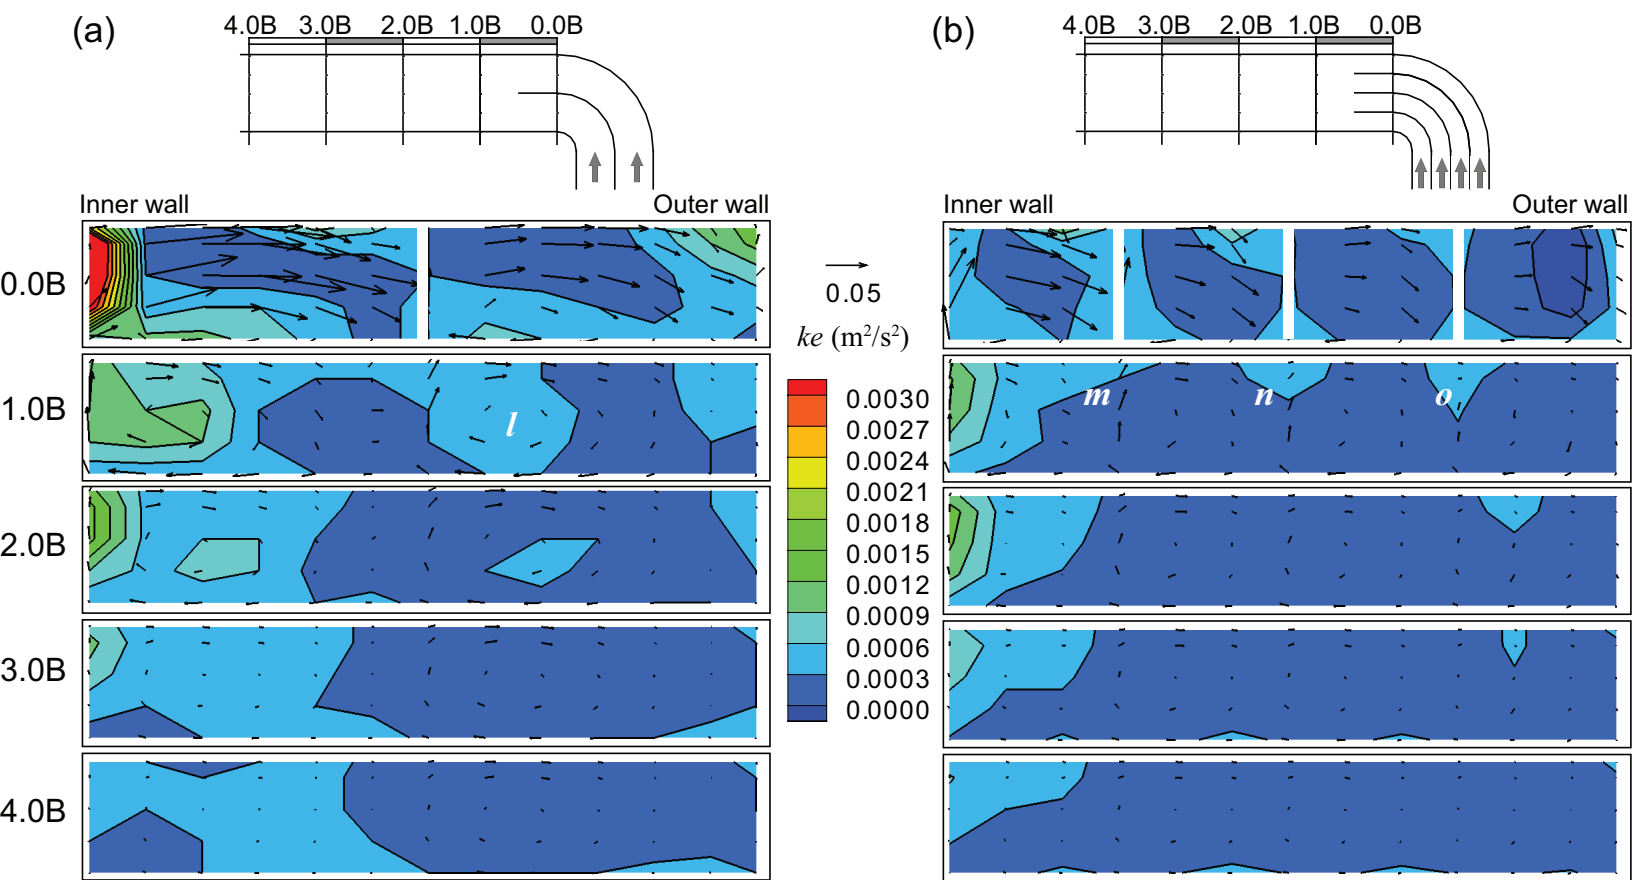 (a)
4.0B 3.0B 2.0B 1.0B 0.0B
(b)
4.0B 3.0B 2.0B 1.0B 0.0B
Inner wall
Outer wall
Inner wall
Outer wall
0.0B
1.0B
2.0B
3.0B
4.0B
l
0.05
ke (m²/s²)
0.0030
0.0027
0.0024
0.0021
0.0018
0.0015
0.0012
0.0009
0.0006
0.0003
0.0000
m n o